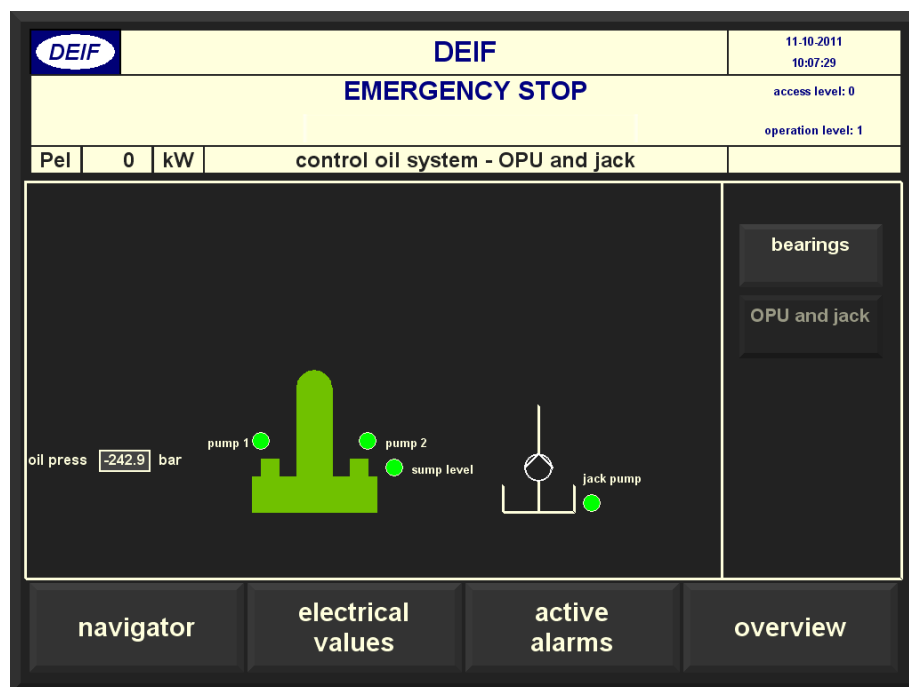 DEIF
DEIF
11-10-2011
10:07:29
EMERGENCY STOP
access level: 0
operation level: 1
Pel 0 kW control oil system - OPU and jack
bearings
OPU and jack
pump 1
pump 2
oil press -242.9 bar
sump level
jack pump
navigator
electrical
values
active
alarms
overview